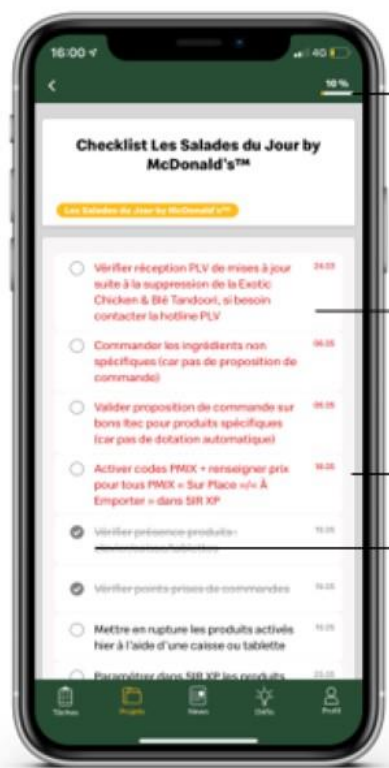 16:00
4G
10 %
Checklist Les Salades du Jour by
McDonald's™
Les Salades du Jour by McDonald's™
Vérifier réception PLV de mises à jour
suite à la suppression de la Exotic
Chicken & Blé Tandoori, si besoin
contacter la hotline PLV
Commander les ingrédients non
spécifiques (car pas de proposition de
commande)
Valider proposition de commande sur
bons Itec pour produits spécifiques
(car pas de dotation automatique)
Activer codes PMIX + renseigner prix
pour tous PMIX « Sur Place »/« À
Emporter » dans SIR XP
Vérifier présence produits
Vérifier points prises de commandes
Mettre en rupture les produits activés
hier à l'aide d'une caisse ou tablette
Paramétrer dans SIR XP les produits
Tâches
Projets
News
Défis
Profil